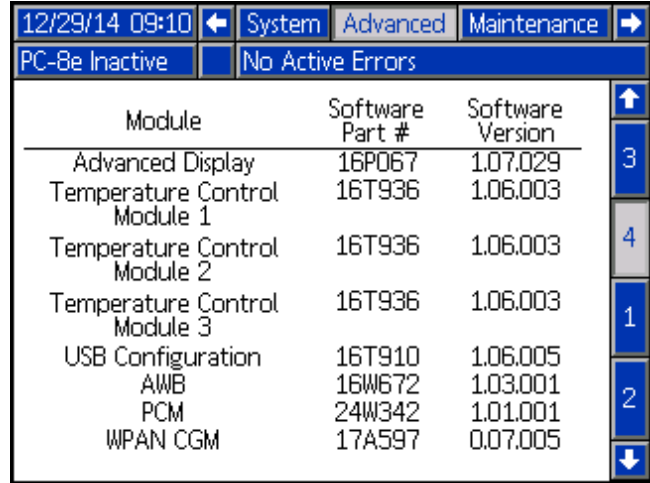 12/29/14 09:10 System Advanced Maintenance
PC-8e Inactive No Active Errors
Module Software Part # Software Version
Advanced Display 16P067 1.07.029
Temperature Control Module 1 16T936 1.06.003
Temperature Control Module 2 16T936 1.06.003
Temperature Control Module 3 16T936 1.06.003
USB Configuration 16T910 1.06.005
AWB 16W672 1.03.001
PCM 24W342 1.01.001
WPAN CGM 17A597 0.07.005
3
4
1
2